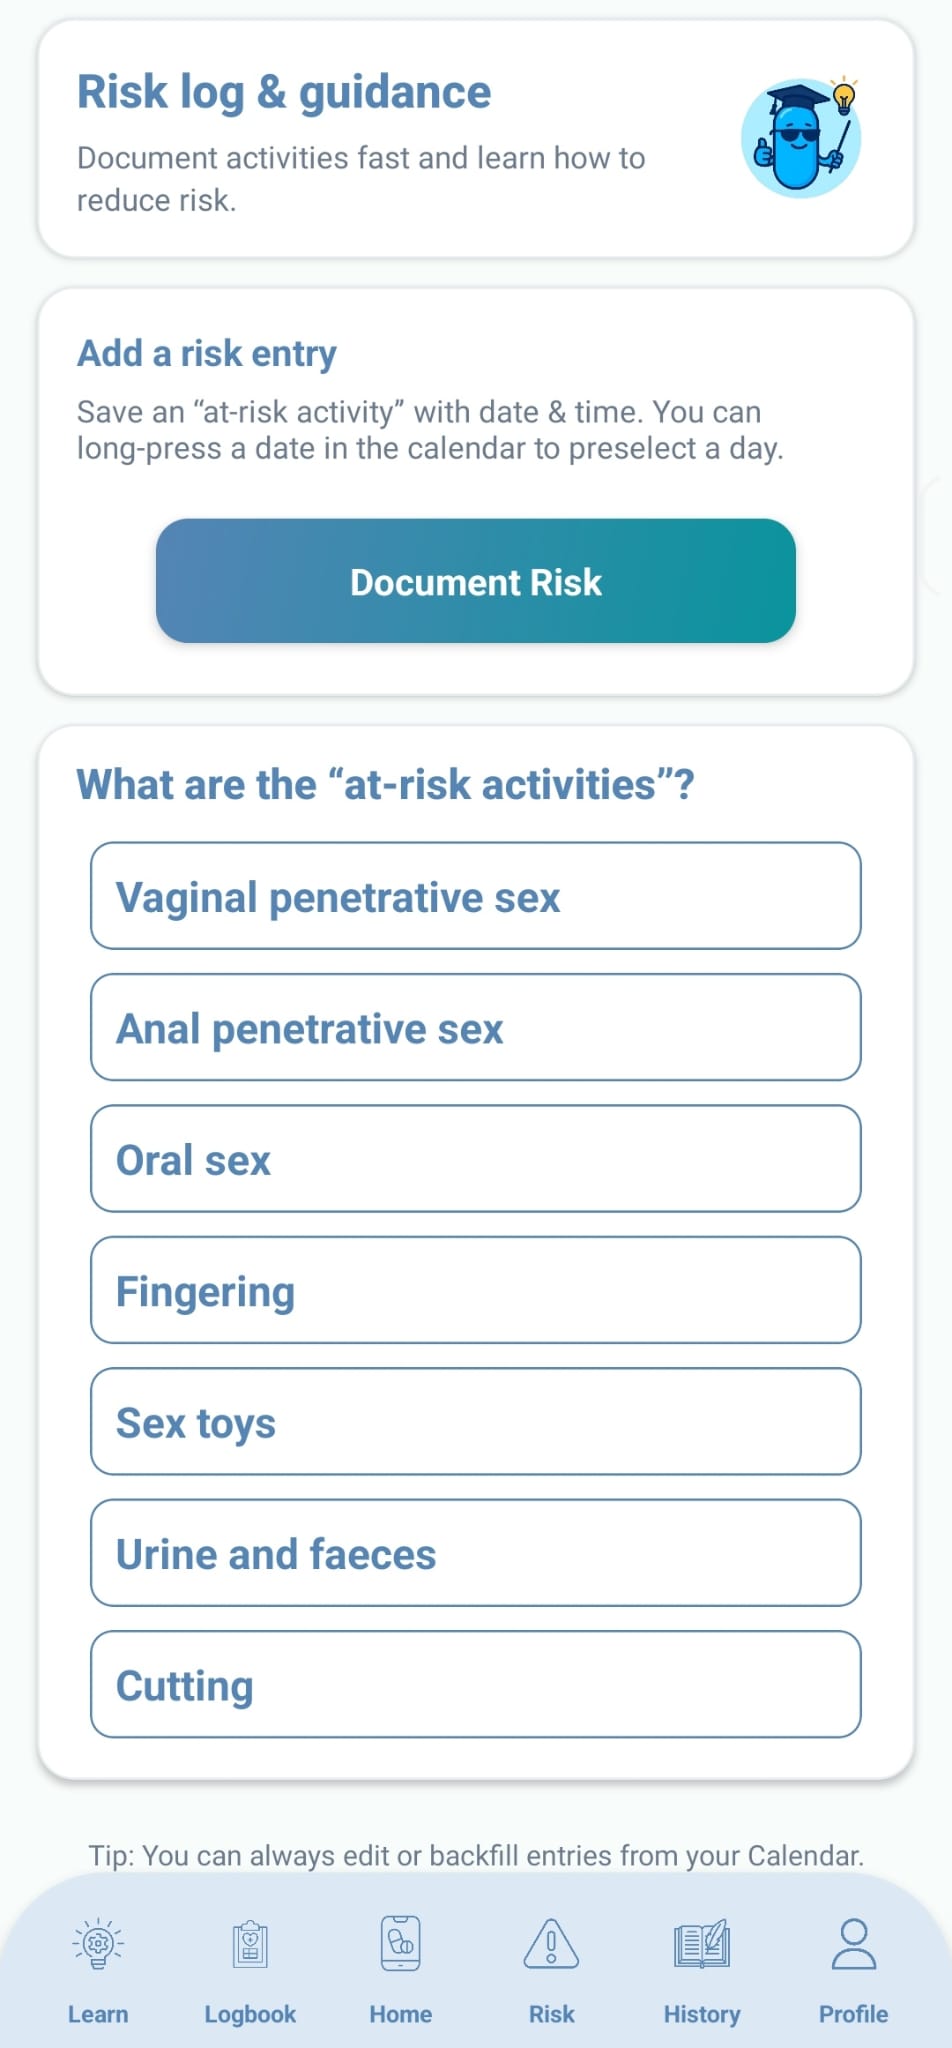 Risk log & guidance
Document activities fast and learn how to
reduce risk.
Add a risk entry
Save an “at-risk activity” with date & time. You can
long-press a date in the calendar to preselect a day.
Document Risk
What are the “at-risk activities”?
Vaginal penetrative sex
Anal penetrative sex
Oral sex
Fingering
Sex toys
Urine and faeces
Cutting
Tip: You can always edit or backfill entries from your Calendar.
Learn
Logbook
Home
Risk
History
Profile